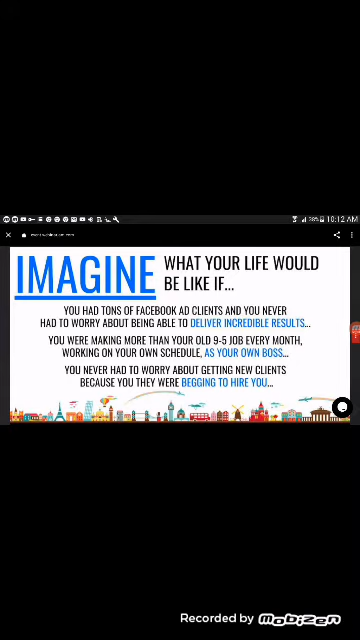 38% 10:12 AM
IMAGINE
WHAT YOUR LIFE WOULD
BE LIKE IF...
YOU HAD TONS OF FACEBOOK AD CLIENTS AND YOU NEVER
HAD TO WORRY ABOUT BEING ABLE TO DELIVER INCREDIBLE RESULTS...
YOU WERE MAKING MORE THAN YOUR OLD 9-5 JOB EVERY MONTH,
WORKING ON YOUR OWN SCHEDULE, AS YOUR OWN BOSS...
YOU NEVER HAD TO WORRY ABOUT GETTING NEW CLIENTS
BECAUSE YOU THEY WERE BEGGING TO HIRE YOU...
Recorded by mobizen